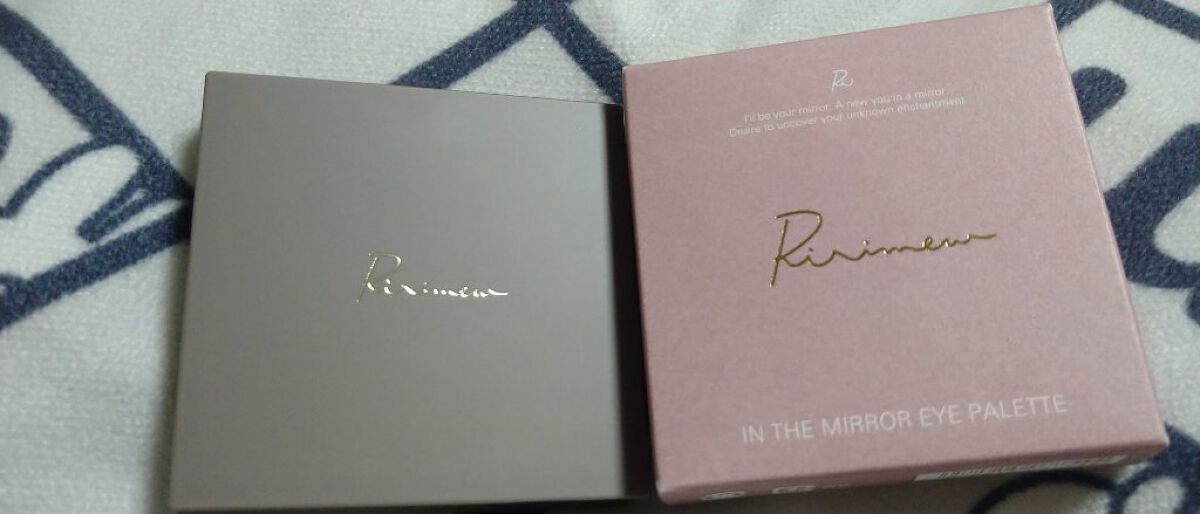 Ririmew
Ri
I'll be your mirror. A new you in a mirror
Desire to uncover your unknown enchantment
Ririmew
IN THE MIRROR EYE PALETTE